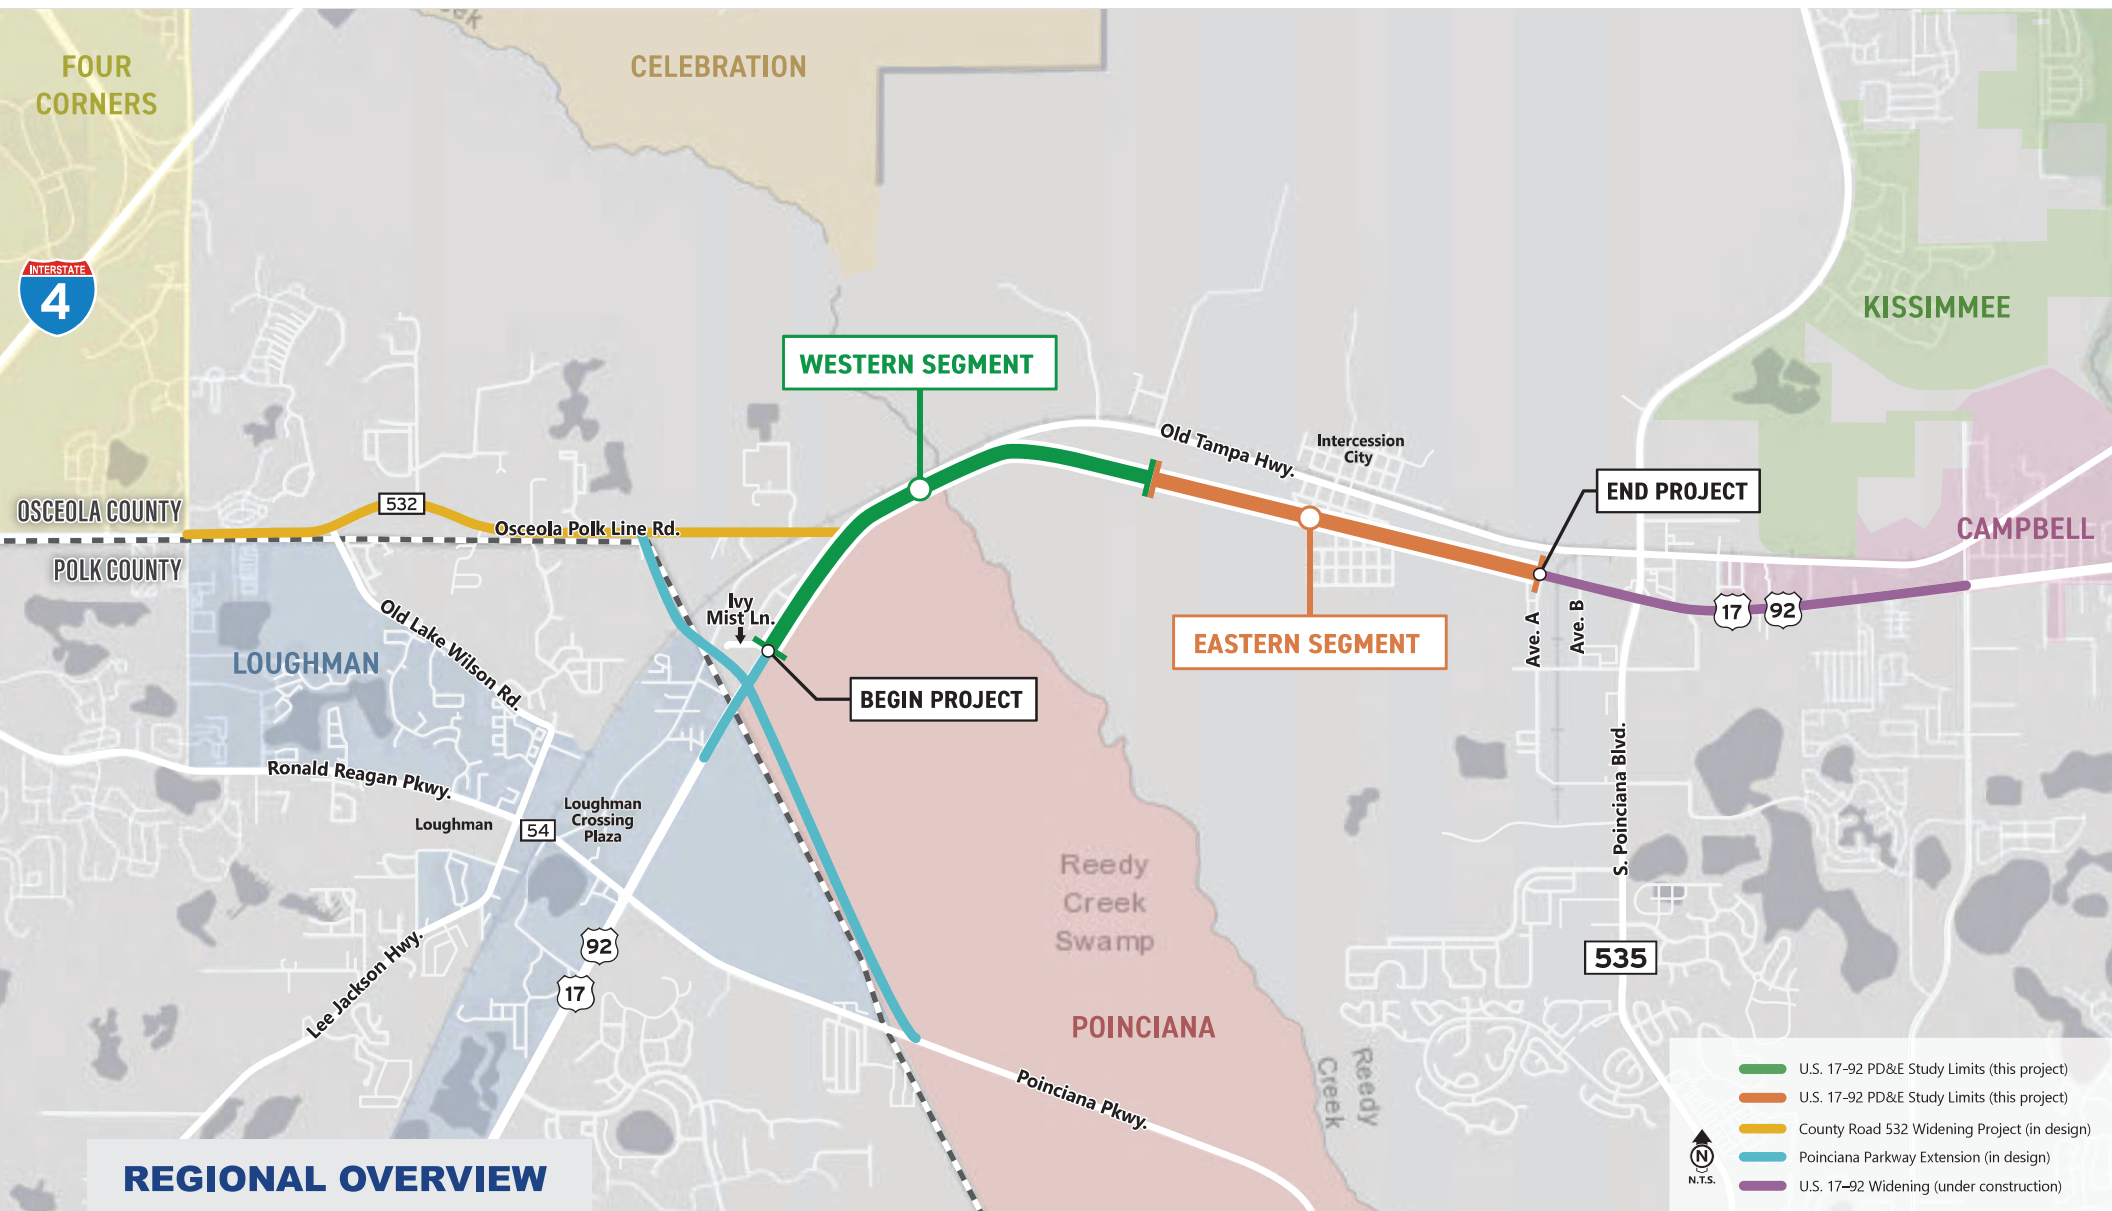 Creek
FOUR
CORNERS
CELEBRATION
INTERSTATE
4
KISSIMMEE
WESTERN SEGMENT
Old Tampa Hwy.
Intercession
City
END PROJECT
OSCEOLA COUNTY
532
Osceola Polk Line Rd.
CAMPBELL
POLK COUNTY
Ivy
Mist Ln.
17
92
Ave. A
Ave. B
Old Lake Wilson Rd.
LOUGHMAN
EASTERN SEGMENT
BEGIN PROJECT
Ronald Reagan Pkwy.
Loughman
54
Loughman
Crossing
Plaza
S. Poinciana Blvd.
Reedy
Creek
Swamp
92
17
Lee Jackson Hwy.
535
POINCIANA
Reedy
Creek
Poinciana Pkwy.
REGIONAL OVERVIEW
N
N.T.S.
U.S. 17-92 PD&E Study Limits (this project)
U.S. 17-92 PD&E Study Limits (this project)
County Road 532 Widening Project (in design)
Poinciana Parkway Extension (in design)
U.S. 17–92 Widening (under construction)